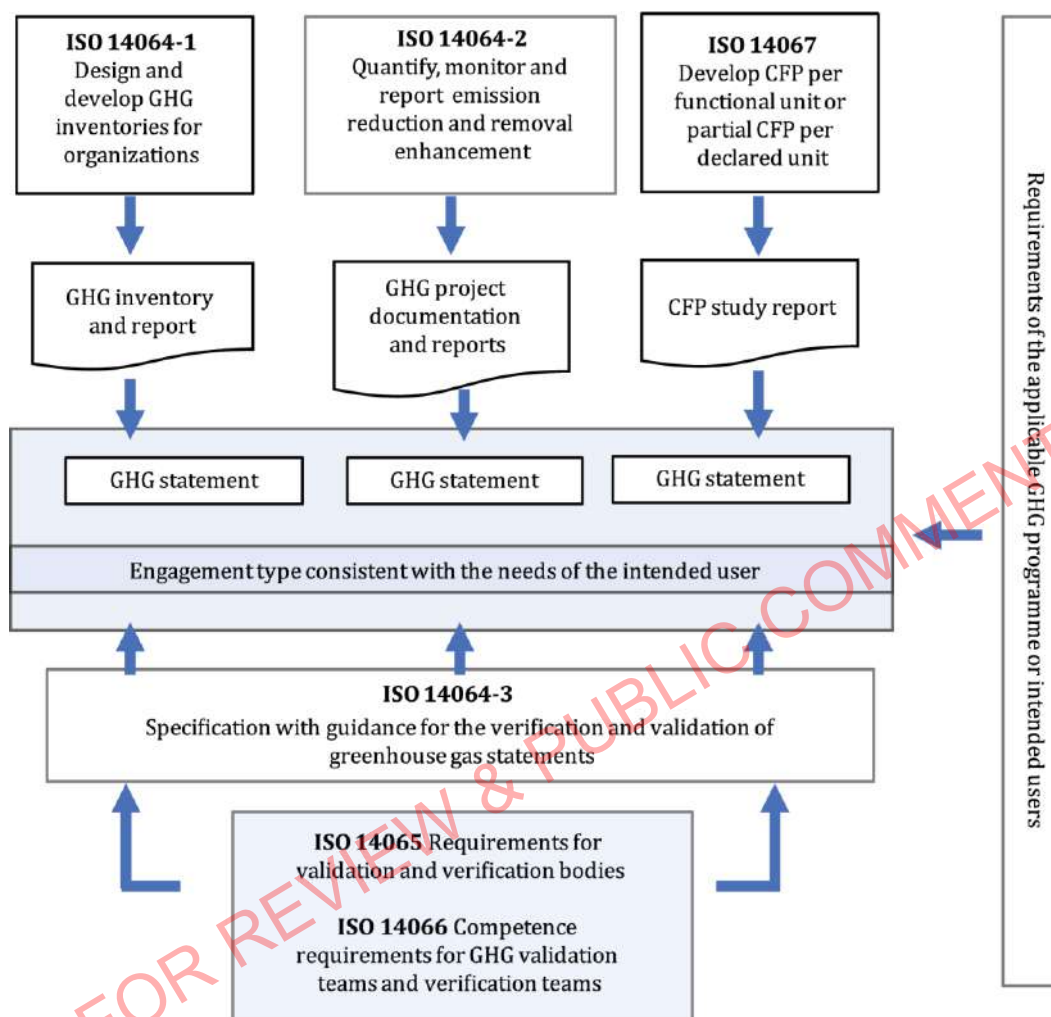 ISO 14064-1
Design and
develop GHG
inventories for
organizations
ISO 14064-2
Quantify, monitor and
report emission
reduction and removal
enhancement
ISO 14067
Develop CFP per
functional unit or
partial CFP per
declared unit
Requirements of the applicable GHG programme or intended users
GHG inventory
and report
GHG project
documentation
and reports
CFP study report
GHG statement
GHG statement
GHG statement
Engagement type consistent with the needs of the intended user
ISO 14064-3
Specification with guidance for the verification and validation of
greenhouse gas statements
ISO 14065 Requirements for
validation and verification bodies
ISO 14066 Competence
requirements for GHG validation
teams and verification teams
FOR REVIEW & PUBLIC COMMENT